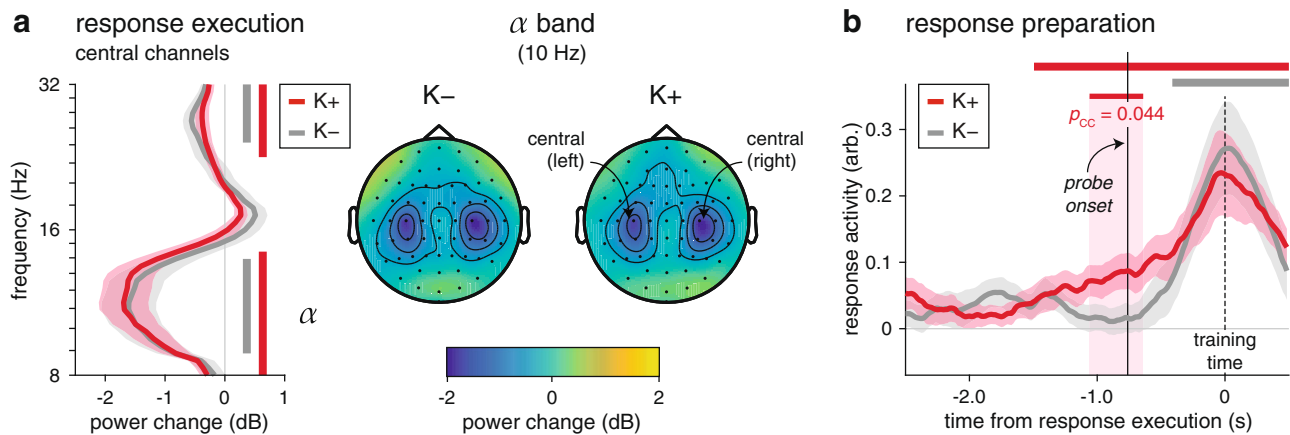 a response execution
central channels
α band
(10 Hz)
b response preparation
32
16
8
frequency (Hz)
K+
K−
α
-2 -1 0 1
power change (dB)
K−
K+
central
(left)
central
(right)
-2 0 2
power change (dB)
K+
K−
p_CC = 0.044
probe
onset
training
time
0.3
0.2
0.1
0
response activity (arb.)
-2.0 -1.0 0
time from response execution (s)